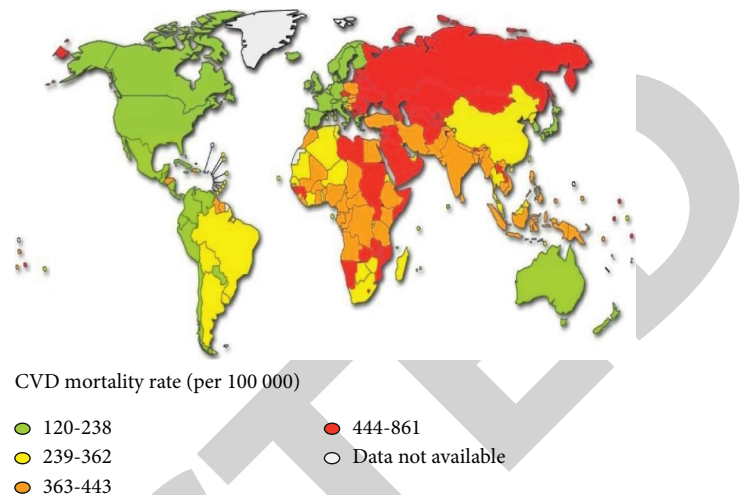 CVD mortality rate (per 100 000)
120-238
239-362
363-443
444-861
Data not available